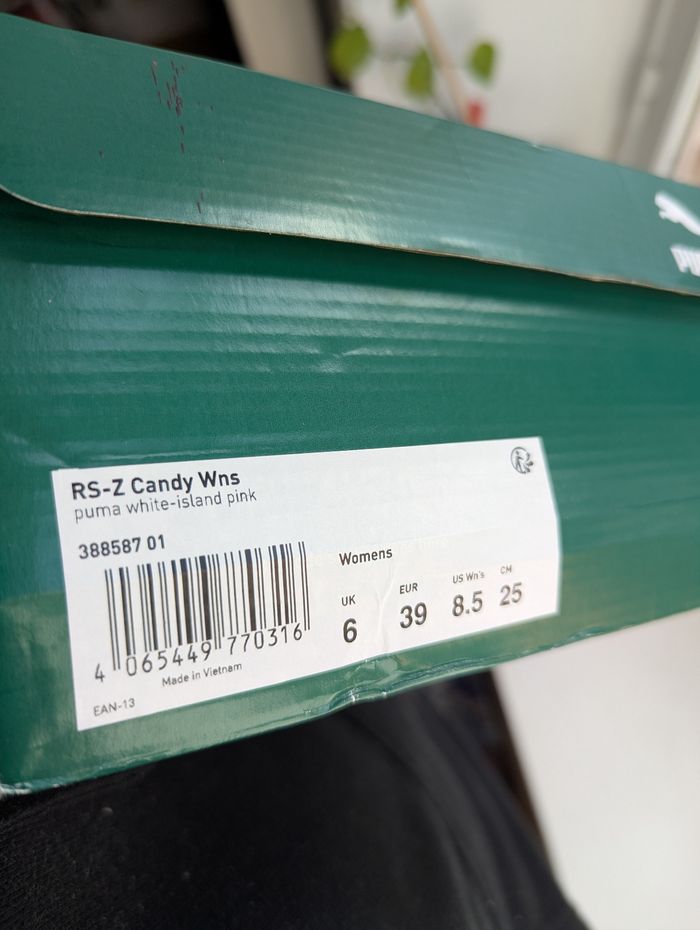 RS-Z Candy Wns
puma white-island pink
388587 01
4 065449 770316
Made in Vietnam
EAN-13
Womens
UK EUR US Wn's CM
6 39 8.5 25